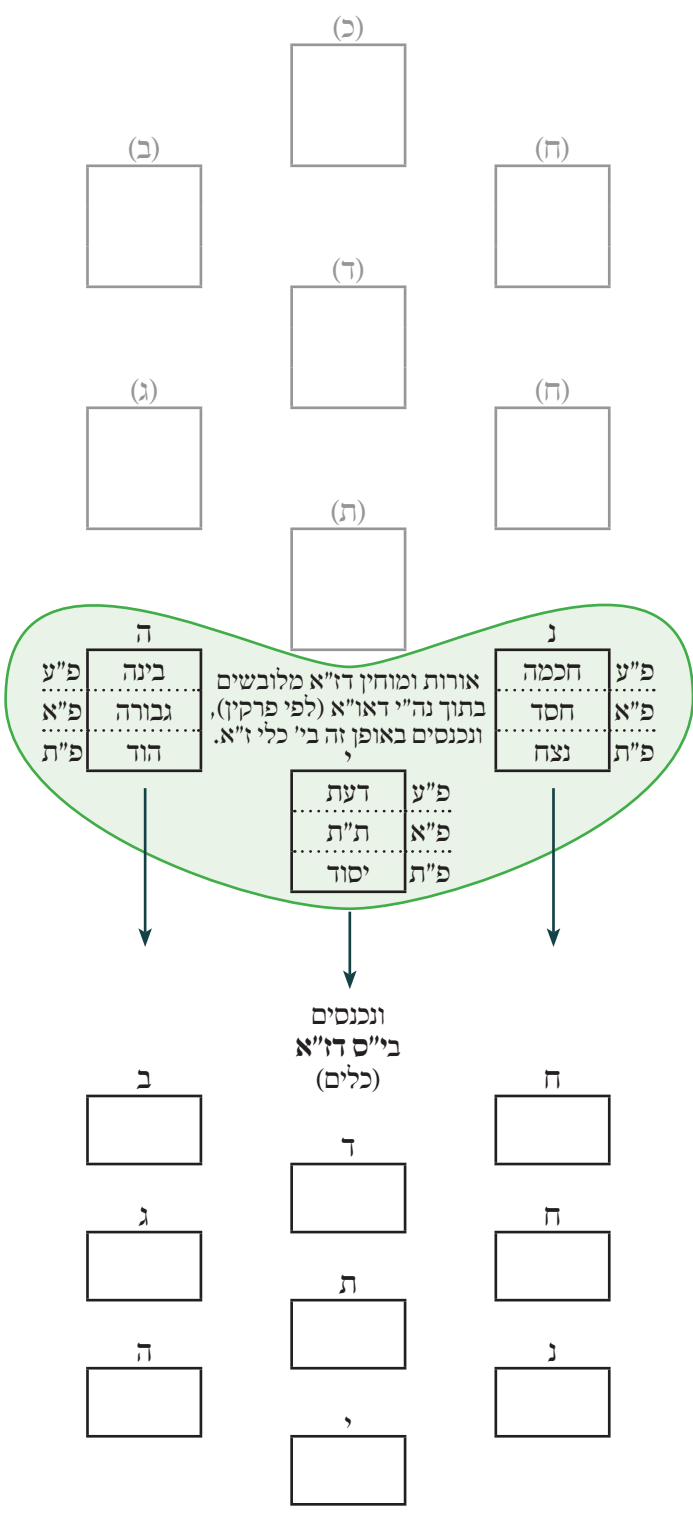 (כ)
(ח)
(ב)
(ד)
(ח)
(ג)
(ת)
נ
ה
פ"ע חכמה
פ"א חסד
פ"ת נצח
אורות ומוחין דז"א מלובשים
בתוך נה"י דאו"א (לפי פרקין),
ונכנסים באופן זה בי' כלי ז"א.
בינה פ"ע
גבורה פ"א
הוד פ"ת
י
פ"ע דעת
פ"א ת"ת
פ"ת יסוד
ונכנסים
בי"ס דז"א
(כלים)
ח
ב
ד
ח
ג
ת
נ
ה
י